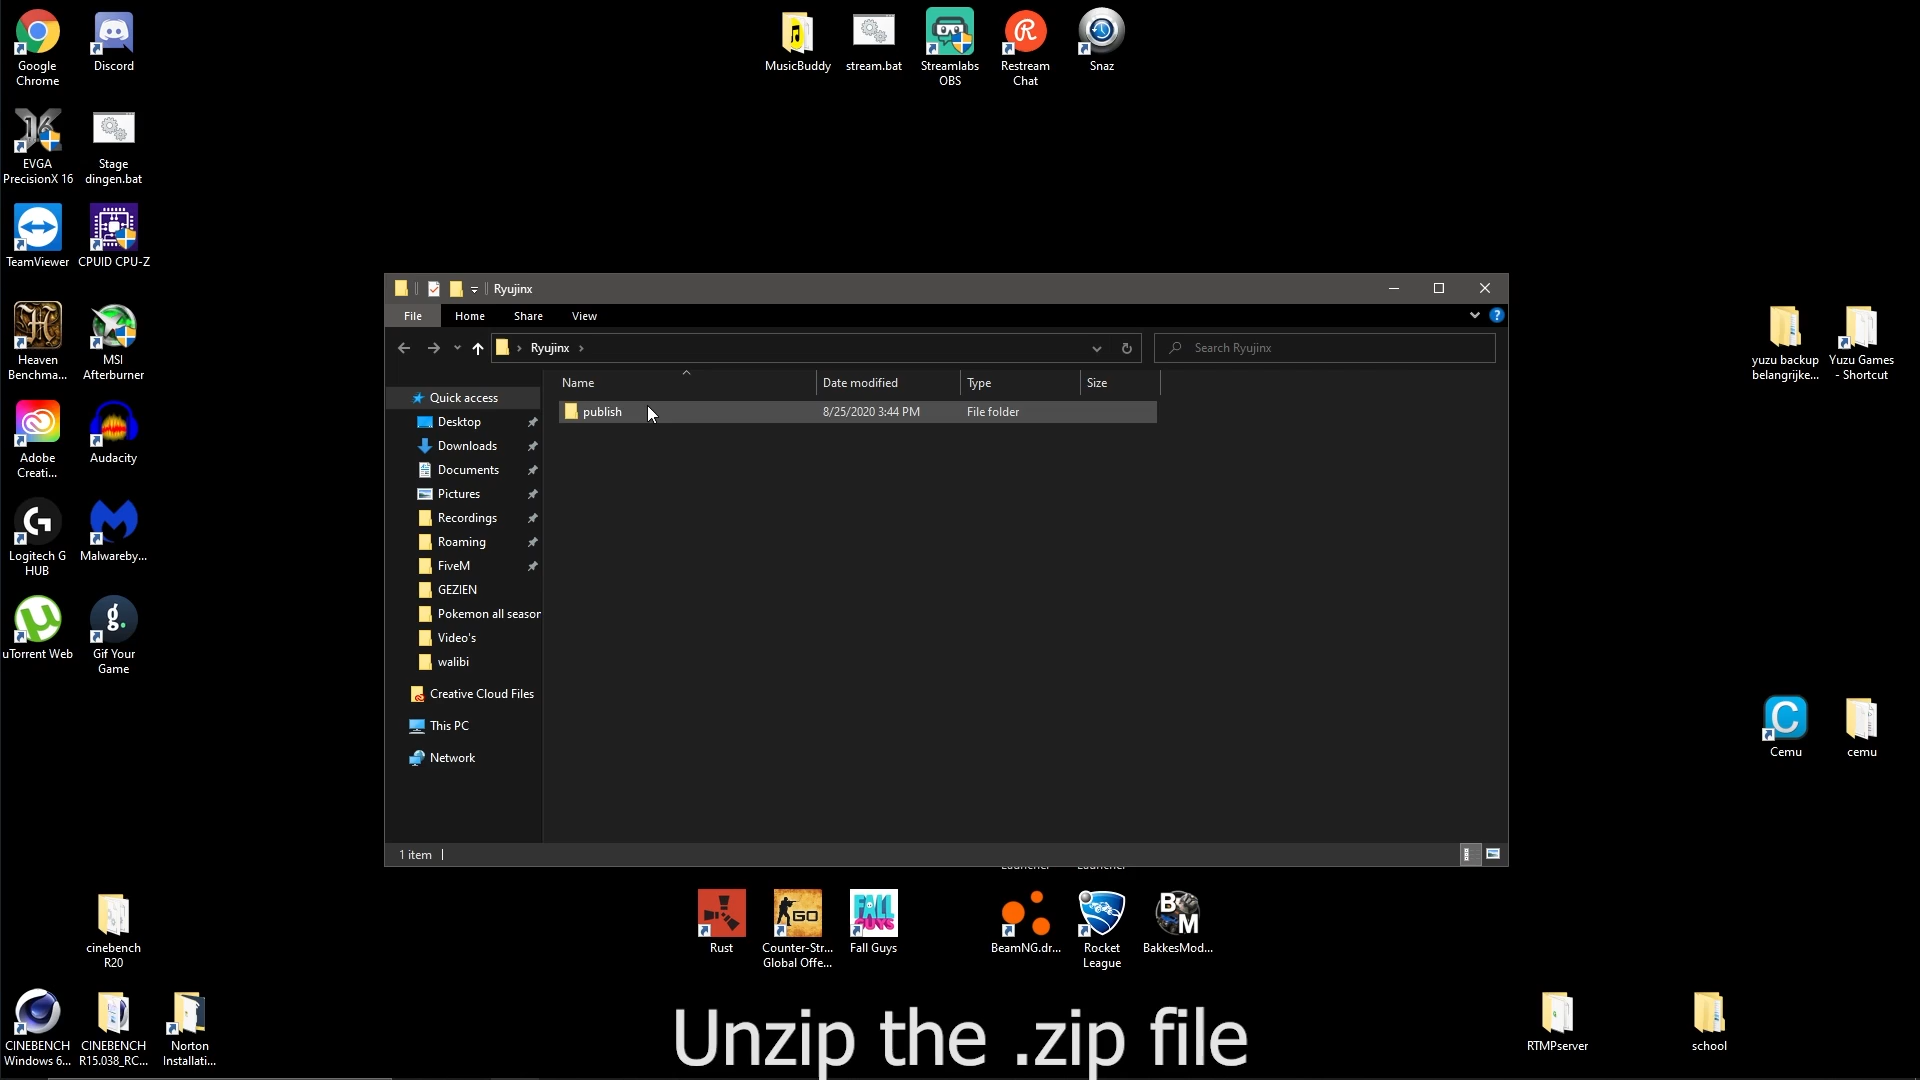 Google
Chrome
Discord
MusicBuddy
stream.bat
Streamlabs
OBS
Restream
Chat
Snaz
EVGA
PrecisionX 16
Stage
dingen.bat
TeamViewer
CPUID CPU-Z
Heaven
Benchma...
MSI
Afterburner
Adobe
Creati...
Audacity
Logitech G
HUB
Malwareby...
uTorrent Web
Gif Your
Game
Ryujinx
File
Home
Share
View
Ryujinx
Search Ryujinx
Name
Date modified
Type
Size
publish
8/25/2020 3:44 PM
File folder
Quick access
Desktop
Downloads
Documents
Pictures
Recordings
Roaming
FiveM
GEZIEN
Pokemon all season
Video's
walibi
Creative Cloud Files
This PC
Network
1 item
yuzu backup
belangrijke...
Yuzu Games
- Shortcut
Cemu
cemu
Launcher
Launcher
Rust
Counter-Str...
Global Offe...
Fall Guys
BeamNG.dr...
Rocket
League
BakkesMod...
cinebench
R20
CINEBENCH
Windows 6...
CINEBENCH
R15.038_RC...
Norton
Installati...
RTMPserver
school
Unzip the .zip file